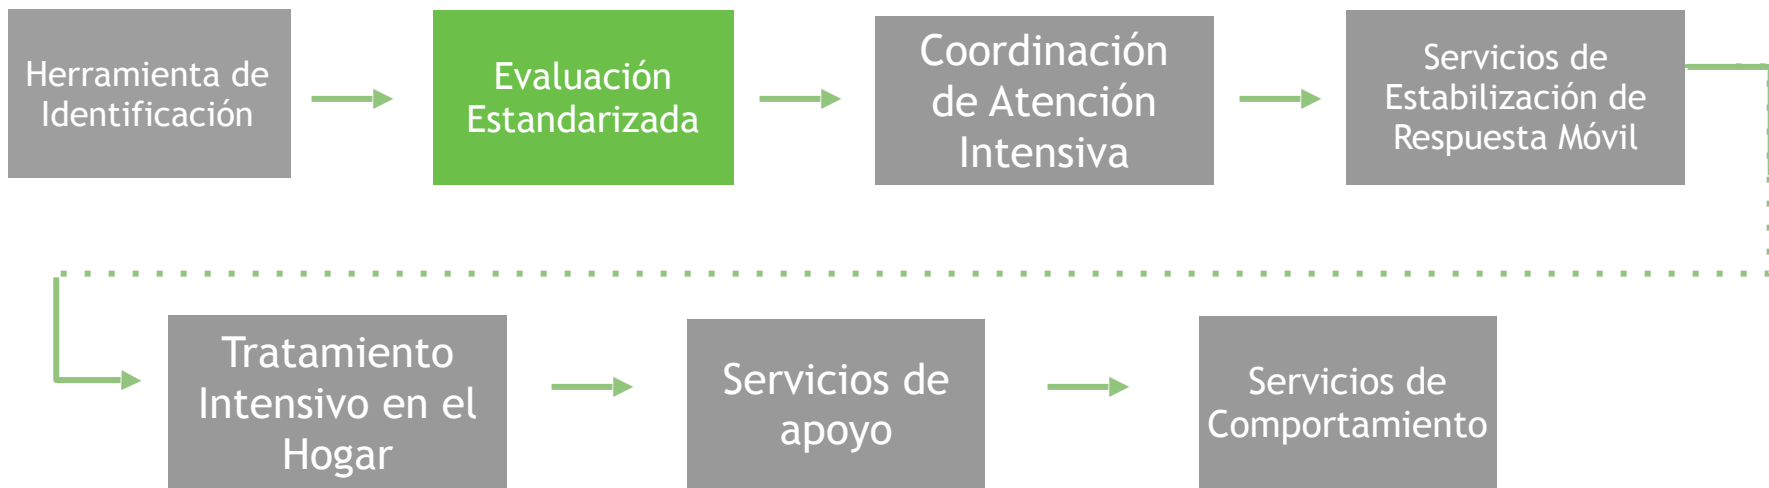 Herramienta de
Identificación
Evaluación
Estandarizada
Coordinación
de Atención
Intensiva
Servicios de
Estabilización de
Respuesta Móvil
Tratamiento
Intensivo en el
Hogar
Servicios de
apoyo
Servicios de
Comportamiento